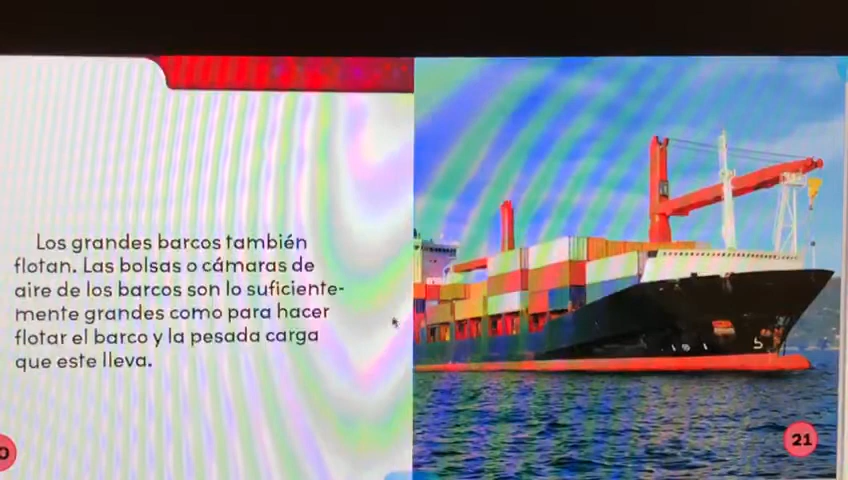 Los grandes barcos también
flotan. Las bolsas o cámaras de
aire de los barcos son lo suficiente-
mente grandes como para hacer
flotar el barco y la pesada carga
que este lleva.
21